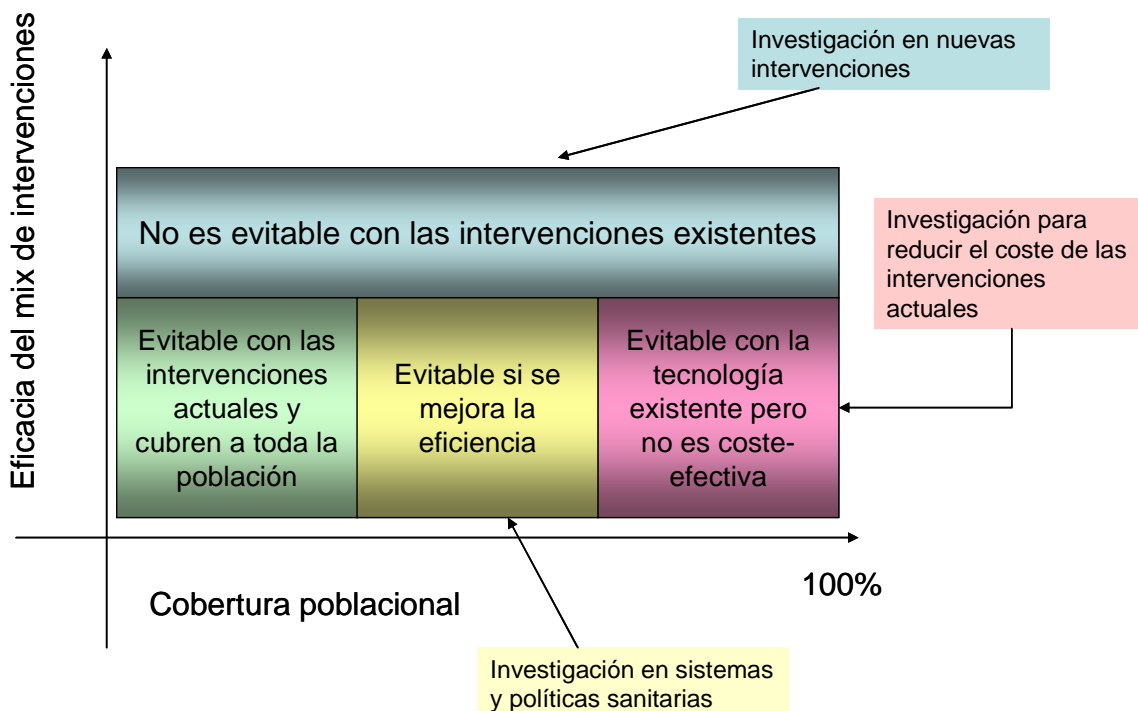 Eficacia del mix de intervenciones
Investigación en nuevas
intervenciones
No es evitable con las intervenciones existentes
Investigación para
reducir el coste de las
intervenciones
actuales
Evitable con las
intervenciones
actuales y
cubren a toda la
población
Evitable si se
mejora la
eficiencia
Evitable con la
tecnología
existente pero
no es coste-
efectiva
Cobertura poblacional
100%
Investigación en sistemas
y políticas sanitarias